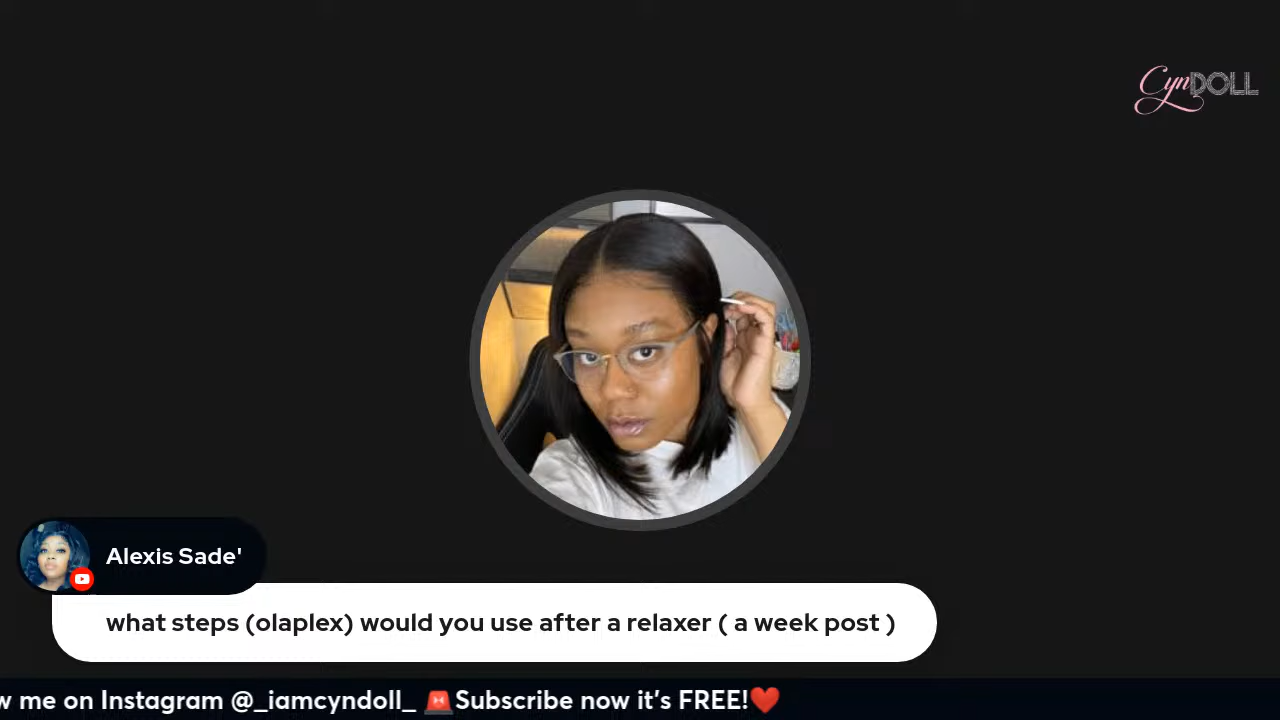 CynDOLL
Alexis Sade'
what steps (olaplex) would you use after a relaxer ( a week post )
w me on Instagram @_iamcyndoll_ 🚨Subscribe now it's FREE!❤️